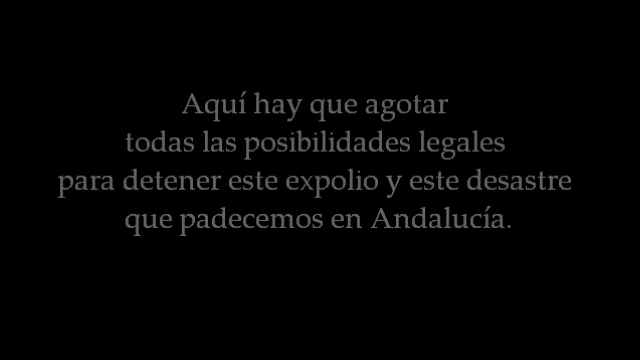 Aquí hay que agotar
todas las posibilidades legales
para detener este expolio y este desastre
que padecemos en Andalucía.